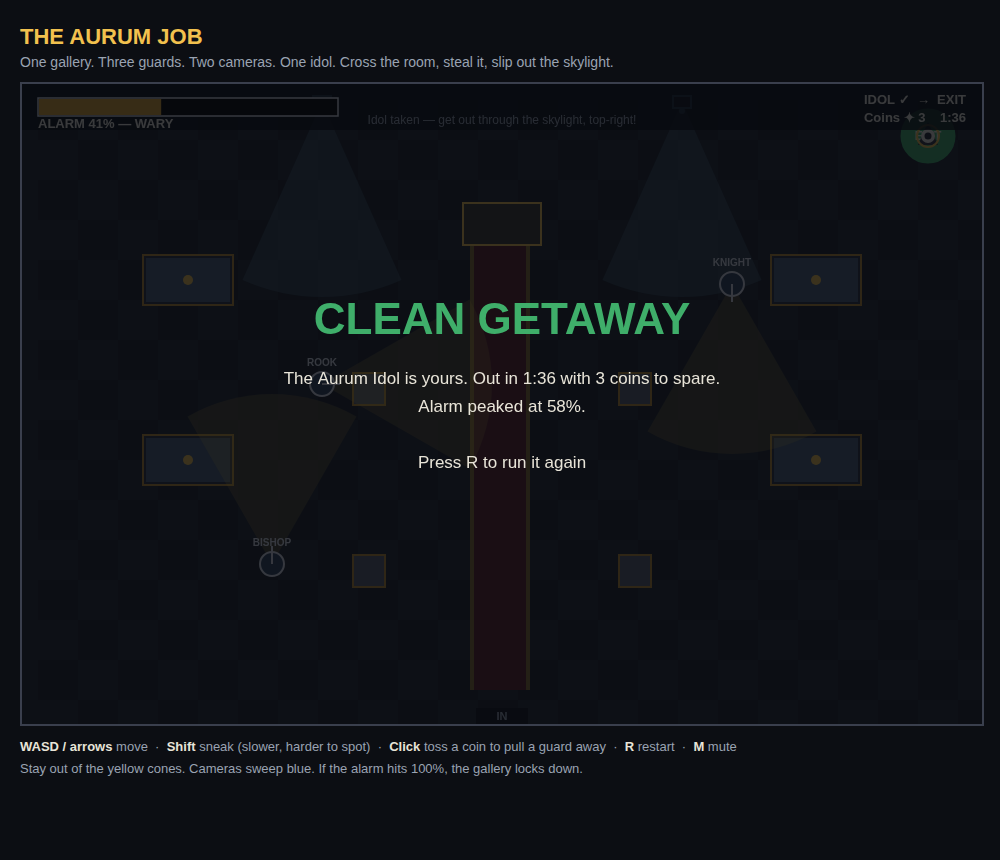 THE AURUM JOB
One gallery. Three guards. Two cameras. One idol. Cross the room, steal it, slip out the skylight.
IDOL ✓ → EXIT
ALARM 41% — WARY
Idol taken — get out through the skylight, top-right!
Coins ✦ 3 1:36
KNIGHT
CLEAN GETAWAY
ROOK
The Aurum Idol is yours. Out in 1:36 with 3 coins to spare.
Alarm peaked at 58%.
Press R to run it again
BISHOP
IN
WASD / arrows move · Shift sneak (slower, harder to spot) · Click toss a coin to pull a guard away · R restart · M mute
Stay out of the yellow cones. Cameras sweep blue. If the alarm hits 100%, the gallery locks down.